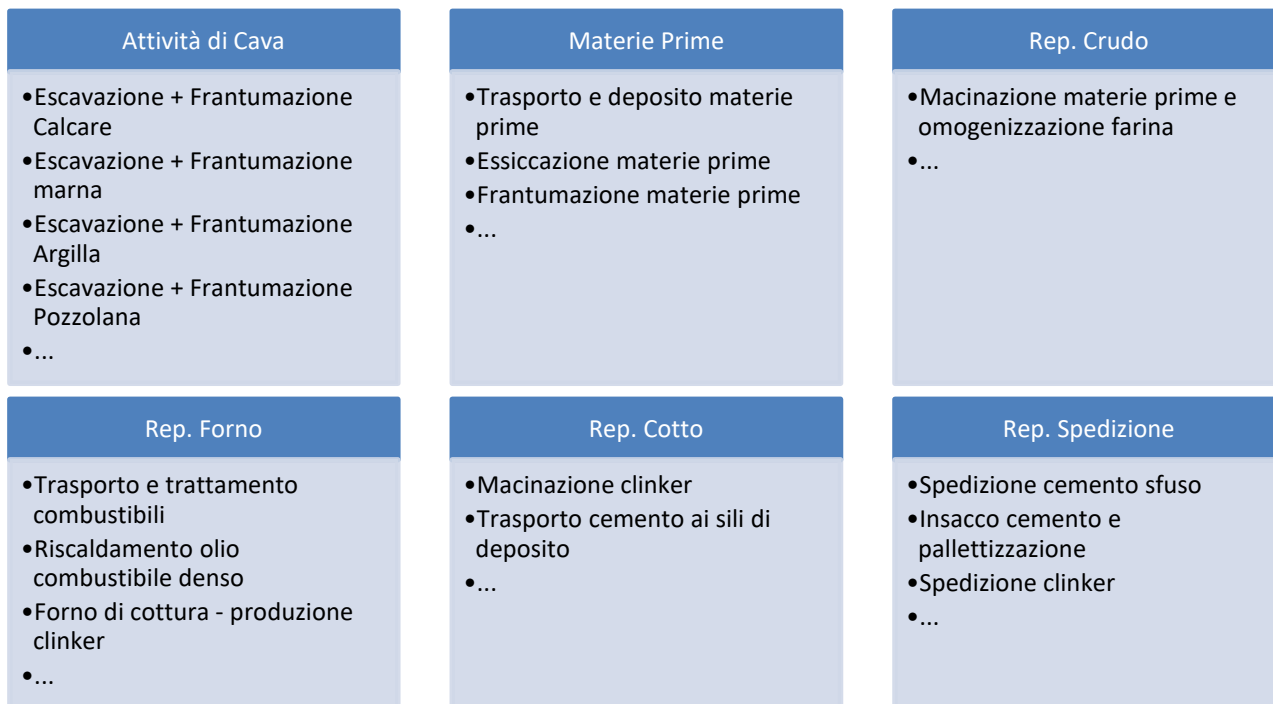 Attività di Cava
•Escavazione + Frantumazione
Calcare
•Escavazione + Frantumazione
marna
•Escavazione + Frantumazione
Argilla
•Escavazione + Frantumazione
Pozzolana
•...
Materie Prime
•Trasporto e deposito materie
prime
•Essiccazione materie prime
•Frantumazione materie prime
•...
Rep. Crudo
•Macinazione materie prime e
omogenizzazione farina
•...
Rep. Forno
•Trasporto e trattamento
combustibili
•Riscaldamento olio
combustibile denso
•Forno di cottura - produzione
clinker
•...
Rep. Cotto
•Macinazione clinker
•Trasporto cemento ai sili di
deposito
•...
Rep. Spedizione
•Spedizione cemento sfuso
•Insacco cemento e
pallettizzazione
•Spedizione clinker
•...